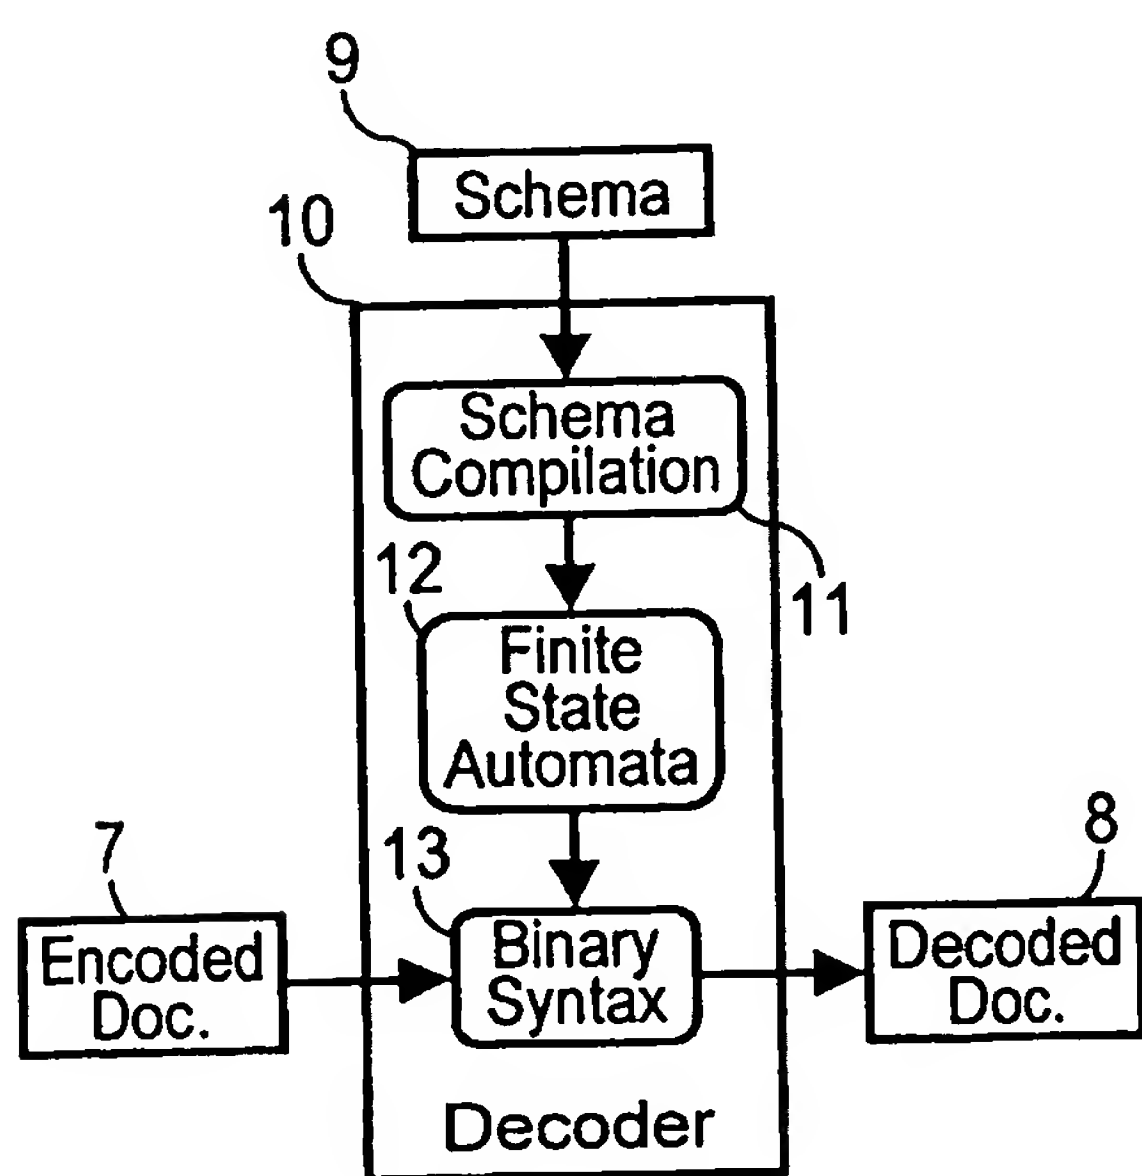 9
Schema
10
Schema
Compilation
11
12
Finite
State
Automata
7
13
8
Encoded
Doc.
Binary
Syntax
Decoded
Doc.
Decoder